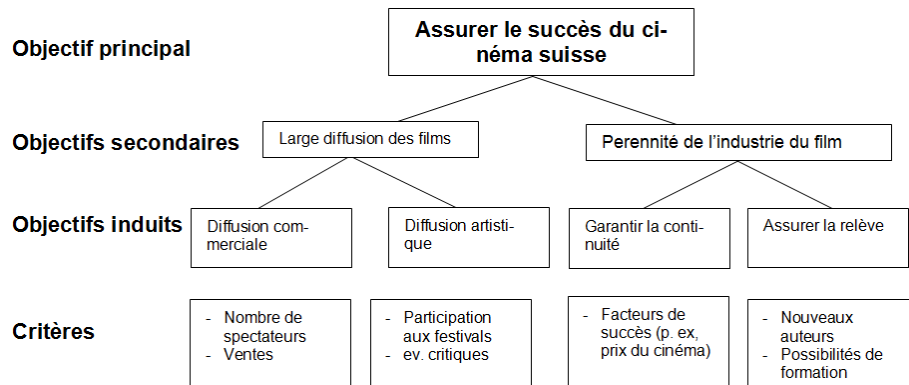 Objectif principal
Assurer le succès du ci-
néma suisse
Objectifs secondaires
Large diffusion des films
Perennité de l'industrie du film
Objectifs induits
Diffusion com-
merciale
Diffusion artisti-
que
Garantir la conti-
nuité
Assurer la relève
Critères
- Nombre de
spectateurs
- Ventes
- Participation
aux festivals
- ev. critiques
- Facteurs de
succès (p. ex,
prix du cinéma)
- Nouveaux
auteurs
- Possibilités de
formation